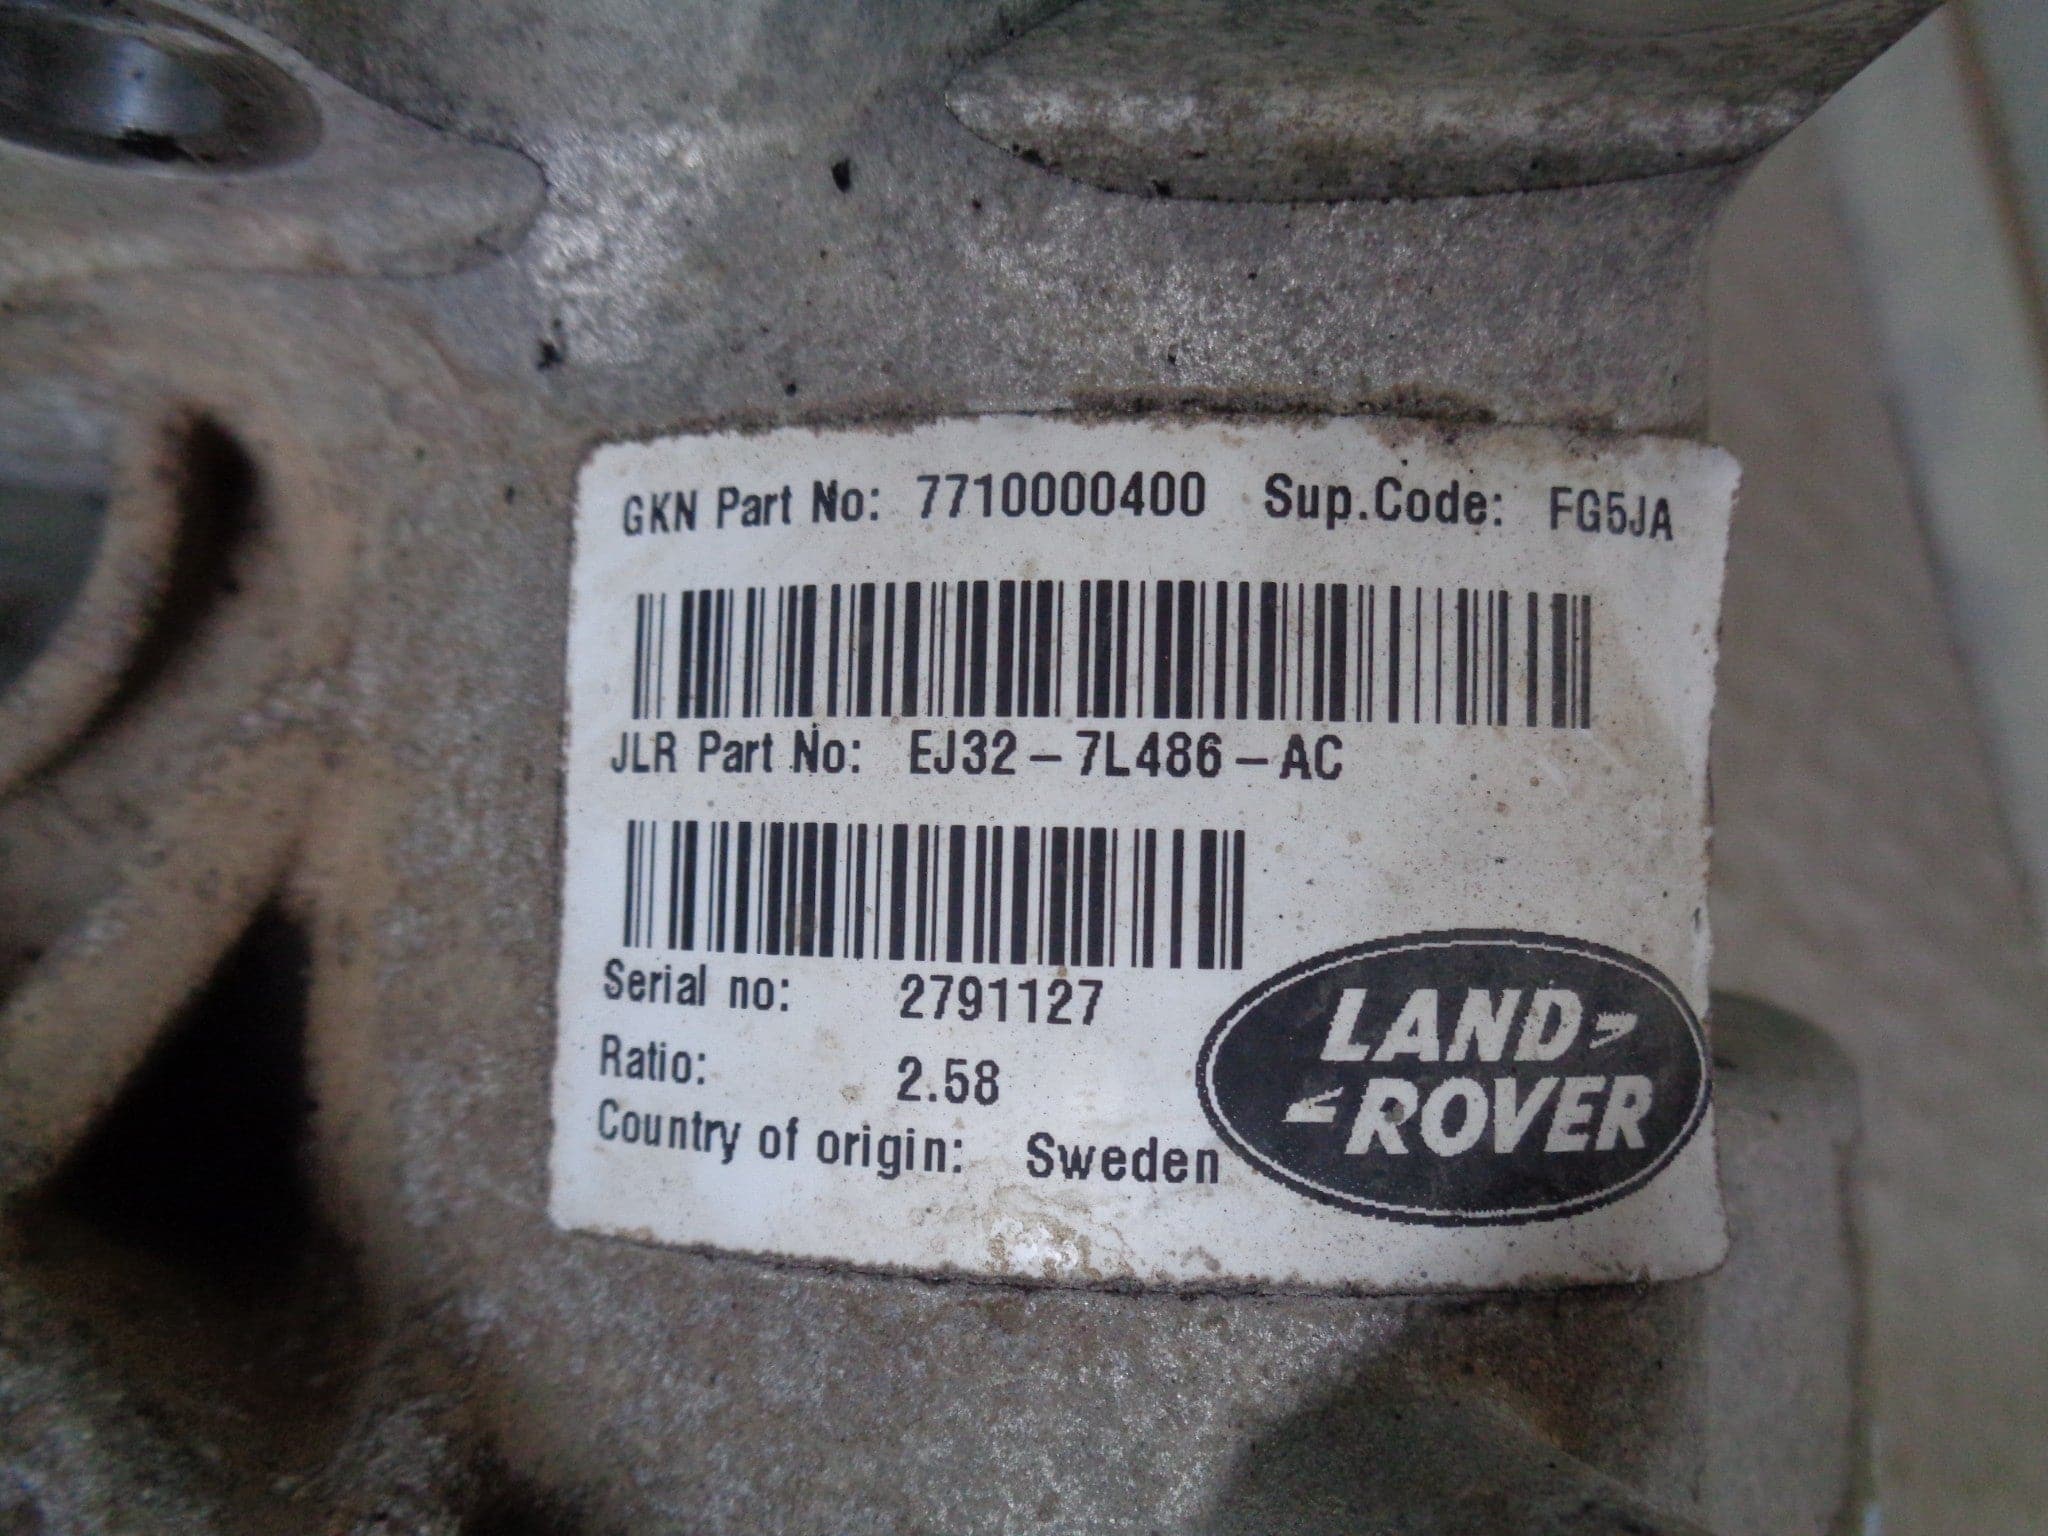 GKN Part No: 7710000400 Sup.Code: FG5JA
JLR Part No: EJ32-7L486-AC
Serial no: 2791127
Ratio: 2.58
Country of origin: Sweden
LAND
ROVER